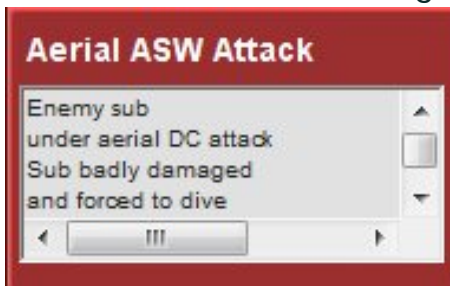 Aerial ASW Attack
Enemy sub
under aerial DC attack
Sub badly damaged
and forced to dive